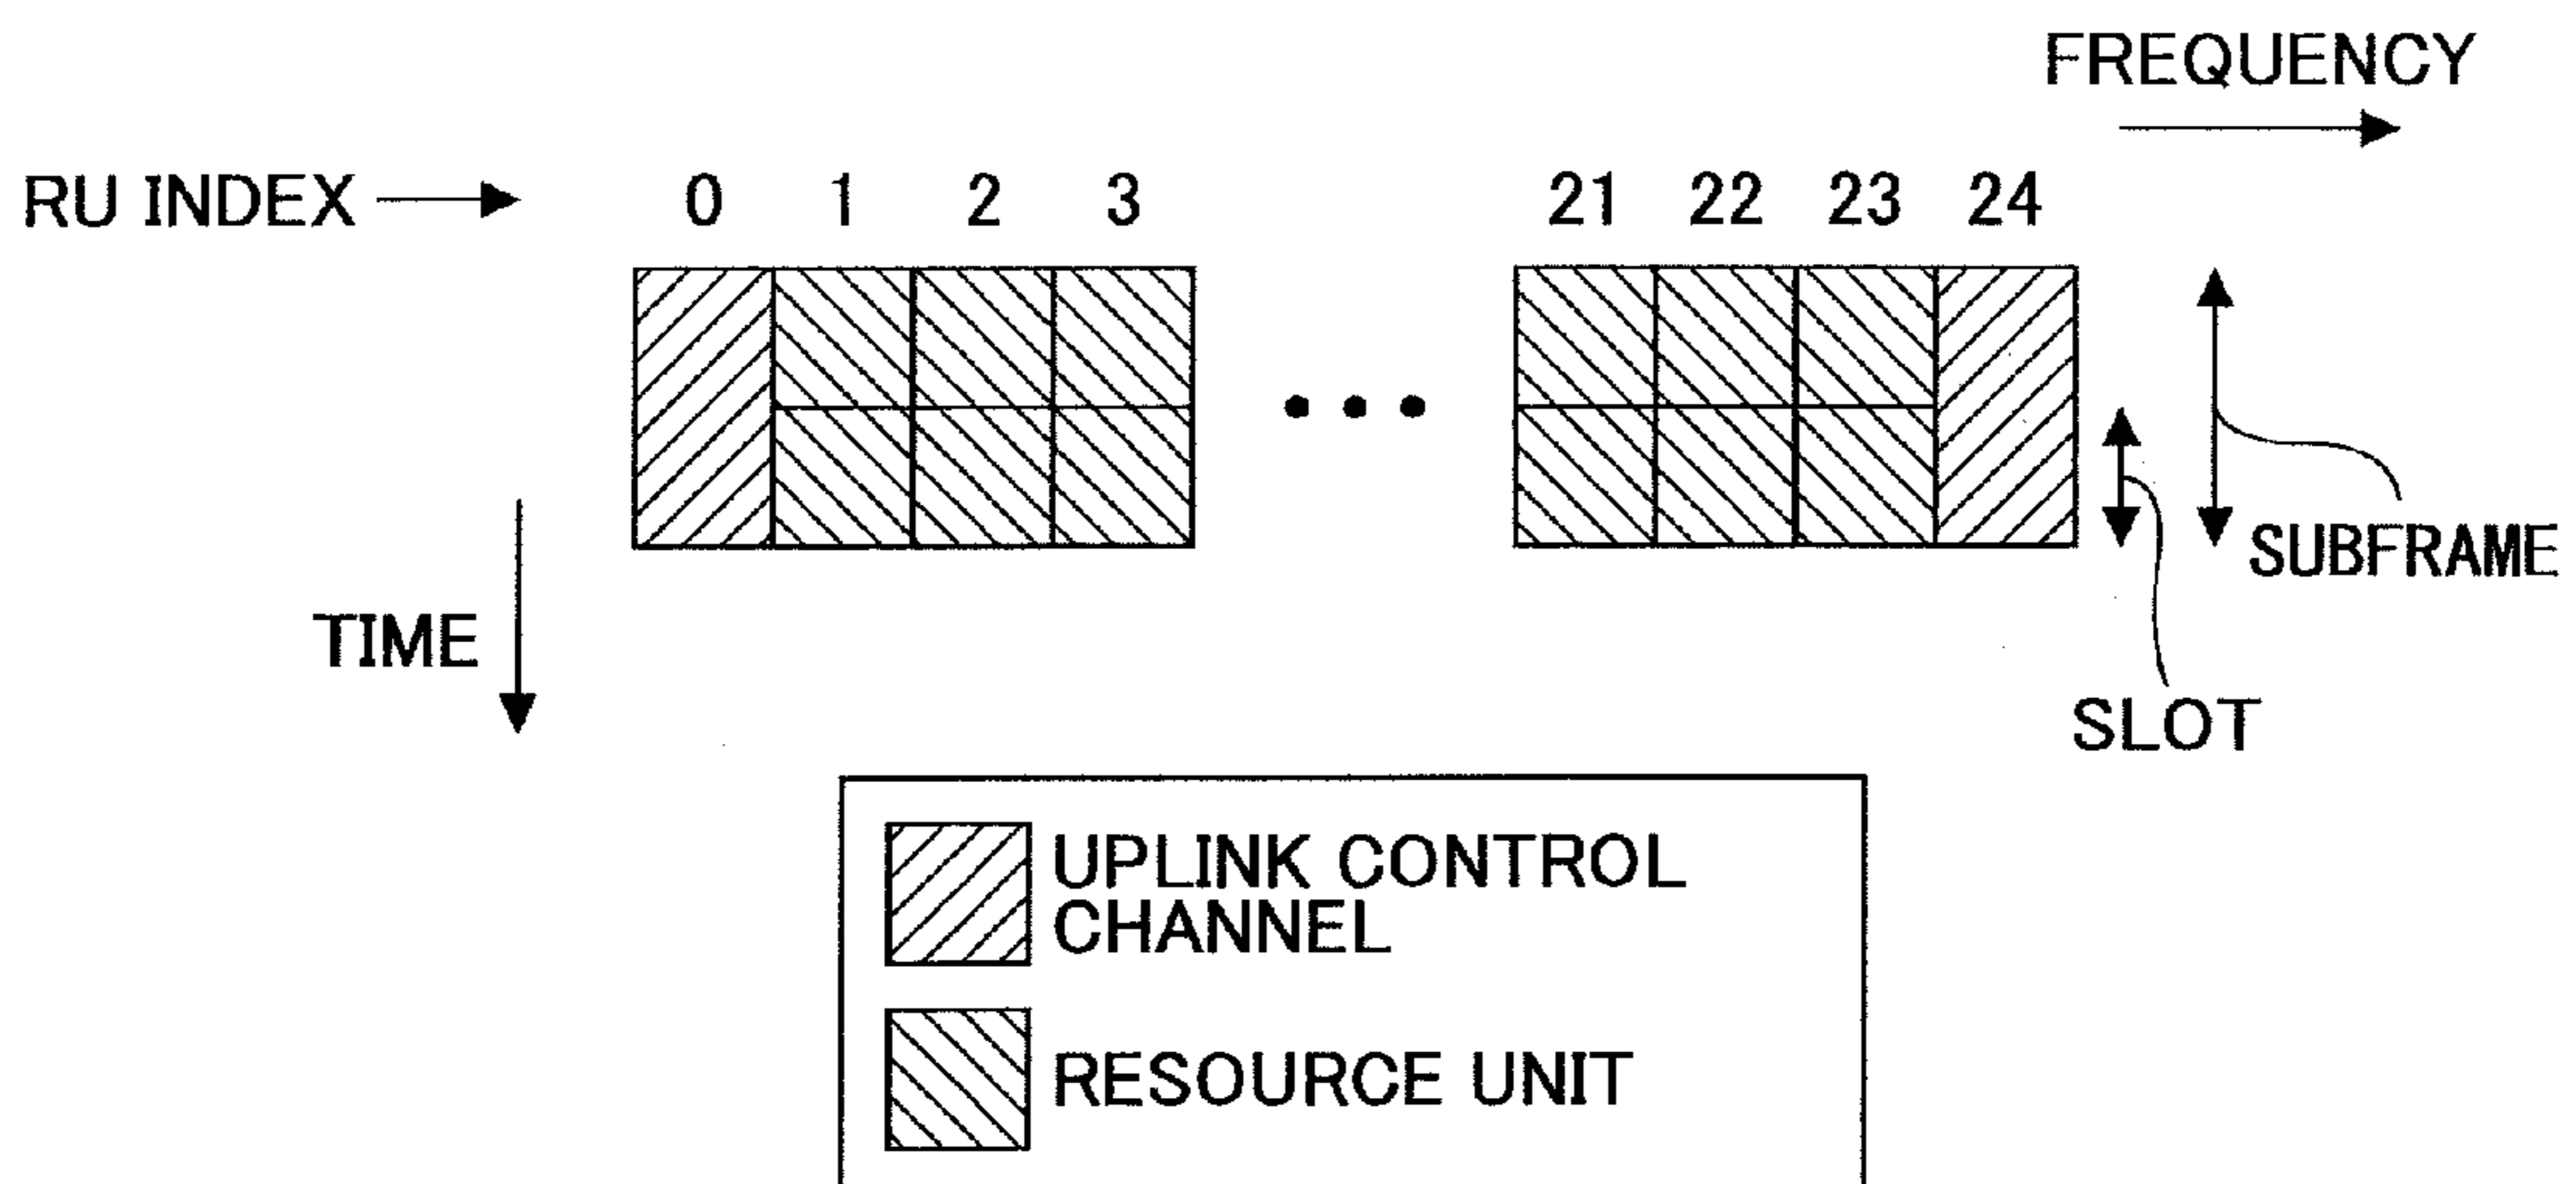 FREQUENCY
RU INDEX 0 1 2 3 21 22 23 24
SUBFRAME
TIME
SLOT
UPLINK CONTROL
CHANNEL
RESOURCE UNIT